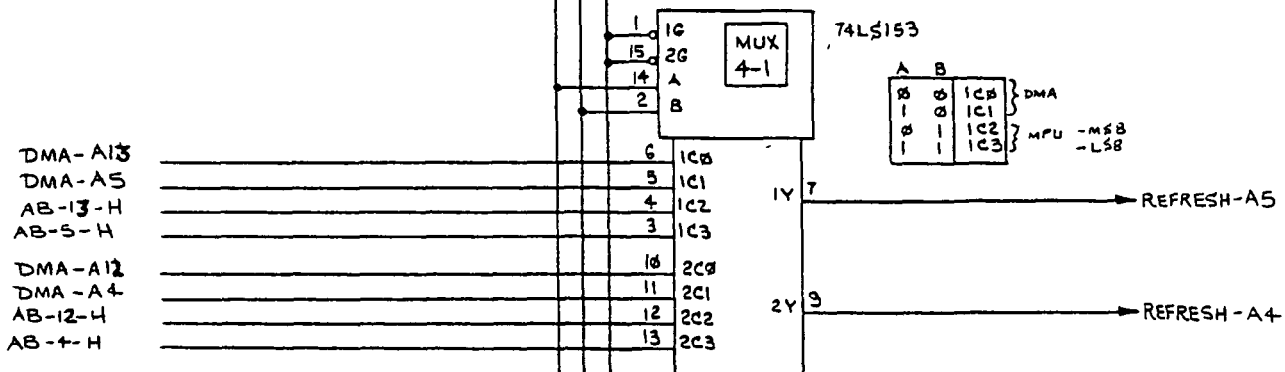 1 1G
15 2G
14 A
2 B
MUX
4-1
74LS153
A B
Ø Ø 1CØ
1 Ø 1C1
Ø 1 1C2
1 1 1C3
} DMA
} MPU -MSB
-LSB
DMA-A13 6 1CØ
DMA-A5 5 1C1
AB-13-H 4 1C2
AB-5-H 3 1C3
1Y 7 REFRESH-A5
DMA-A12 1Ø 2CØ
DMA-A4 11 2C1
AB-12-H 12 2C2
AB-4-H 13 2C3
2Y 9 REFRESH-A4